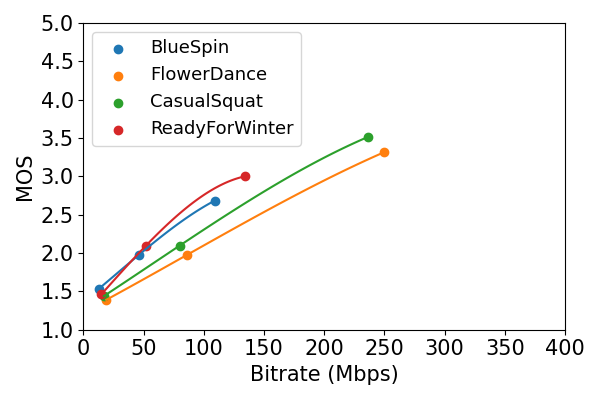 5.0
4.5
4.0
3.5
3.0
2.5
2.0
1.5
1.0
MOS
BlueSpin
FlowerDance
CasualSquat
ReadyForWinter
0 50 100 150 200 250 300 350 400
Bitrate (Mbps)